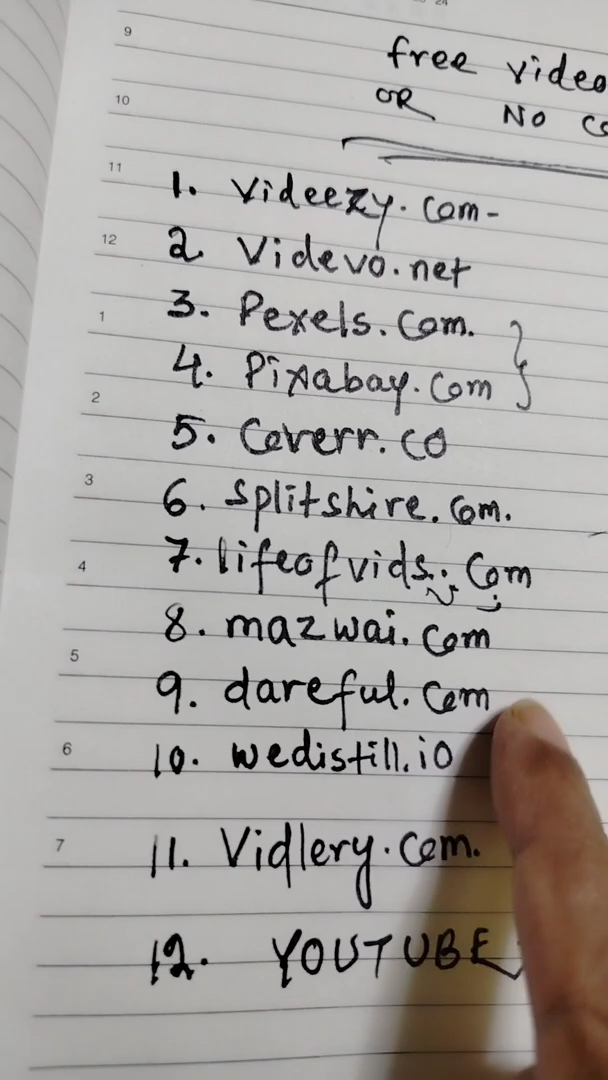 24
9
free video
OR No
10
11
1. Videezy.com-
12
2. Videvo.net
1
3. Pexels.com.
4. Pixabay.com
2
5. Coverr.co
3
6. Splitshire.com.
4
7. lifeofvids.com
8. mazwai.com
5
9. dareful.com
6
10. wedistill.io
7
11. Vidlery.com.
12. YOUTUBE